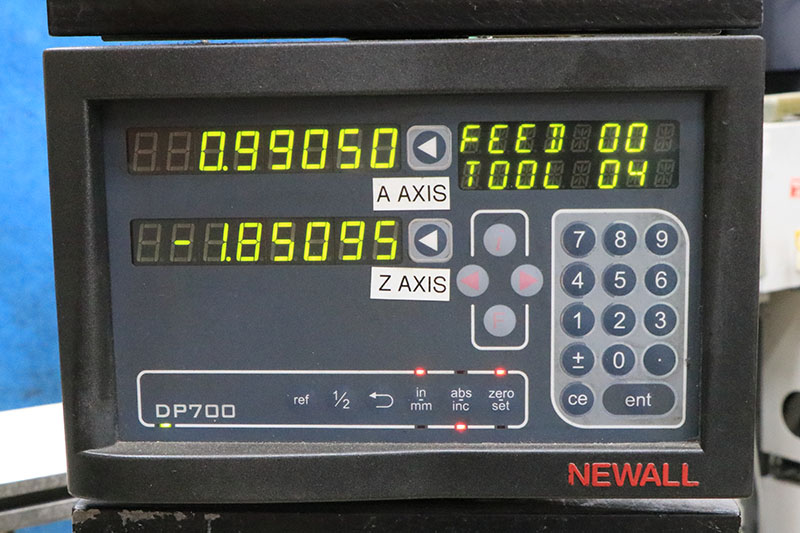 0.99050
FEED 00
TOOL 04
A AXIS
-1.85095
Z AXIS
7 8 9
4 5 6
1 2 3
± 0 .
ce ent
ref 1/2 in/mm abs/inc zero/set
DP700
NEWALL